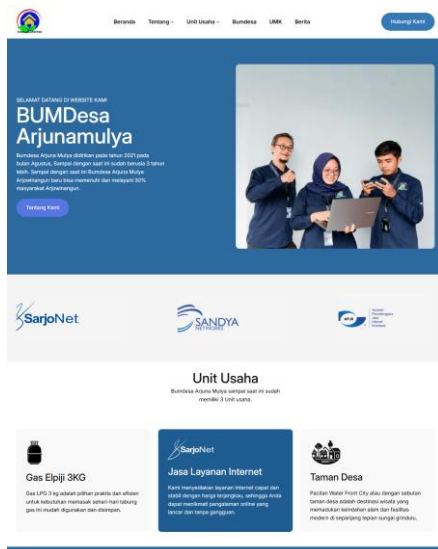 Beranda Tentang Unit Usaha Bumdesa UMK Berita Hubungi Kami
SELAMAT DATANG DI WEBSITE KAMI
BUMDesa
Arjunamulya
Bumdesa Arjuna Mulya didirikan pada tahun 2021 pada
bulan Agustus, Sampai dengan saat ini sudah berusia 3 tahun
lebih. Sampai dengan saat ini Bumdesa Arjuna Mulya
Arjowinangun baru bisa memenuhi dan melayani 30%
masyarakat Arjowinangun.
Tentang Kami
SarjoNet
SANDYA
NETWORKS
APJII
Asosiasi
Penyelenggara
Jasa
Internet
Indonesia
Unit Usaha
Bumdesa Arjuna Mulya sampai saat ini sudah
memiliki 3 Unit usaha.
Gas Elpiji 3KG
Gas LPG 3 kg adalah pilihan praktis dan efisien
untuk kebutuhan memasak sehari-hari tabung
gas ini mudah digunakan dan disimpan.
SarjoNet
Jasa Layanan Internet
Kami menyediakan layanan internet cepat dan
stabil dengan harga terjangkau, sehingga Anda
dapat menikmati pengalaman online yang
lancar dan tanpa gangguan.
Taman Desa
Pacitan Water Front City atau dengan sebutan
taman desa adalah destinasi wisata yang
memadukan keindahan alam dan fasilitas
modern di sepanjang tepian sungai grindulu.